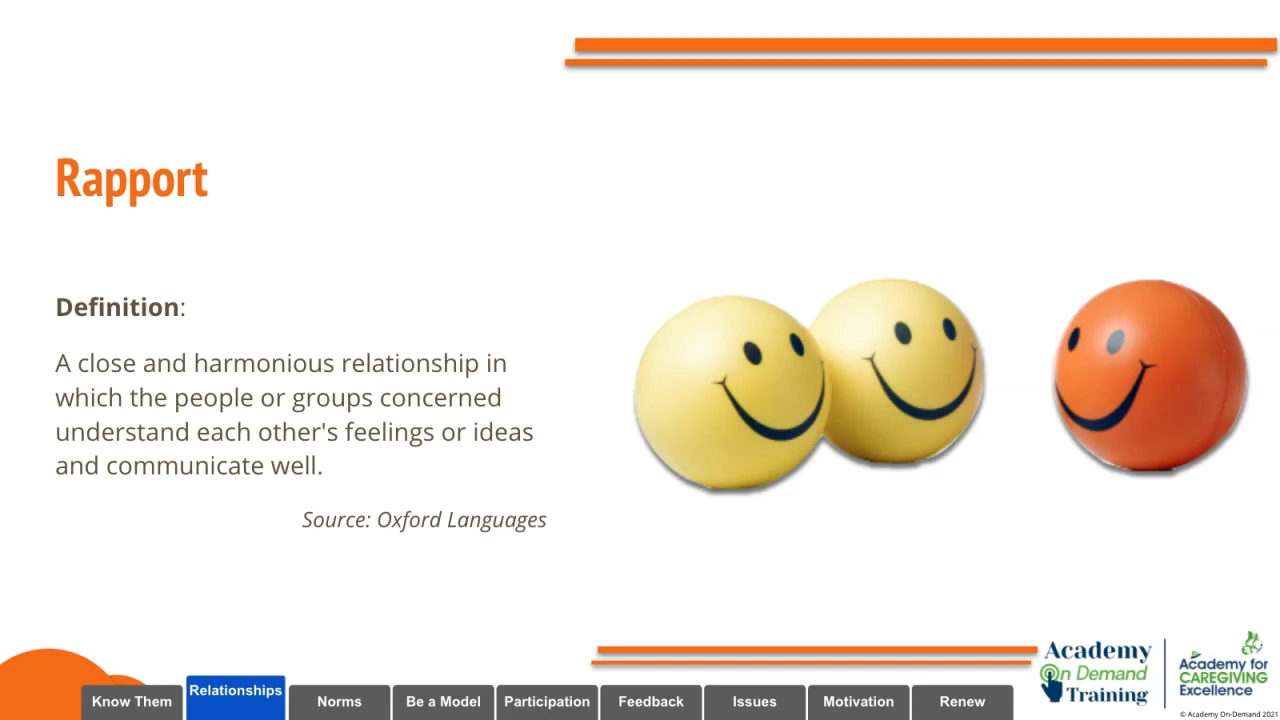 Rapport
Definition:
A close and harmonious relationship in
which the people or groups concerned
understand each other's feelings or ideas
and communicate well.
Source: Oxford Languages
Know Them
Relationships
Norms
Be a Model
Participation
Feedback
Issues
Motivation
Renew
Academy
On Demand
Training
Academy for
CAREGIVING
Excellence
© Academy On-Demand 2021